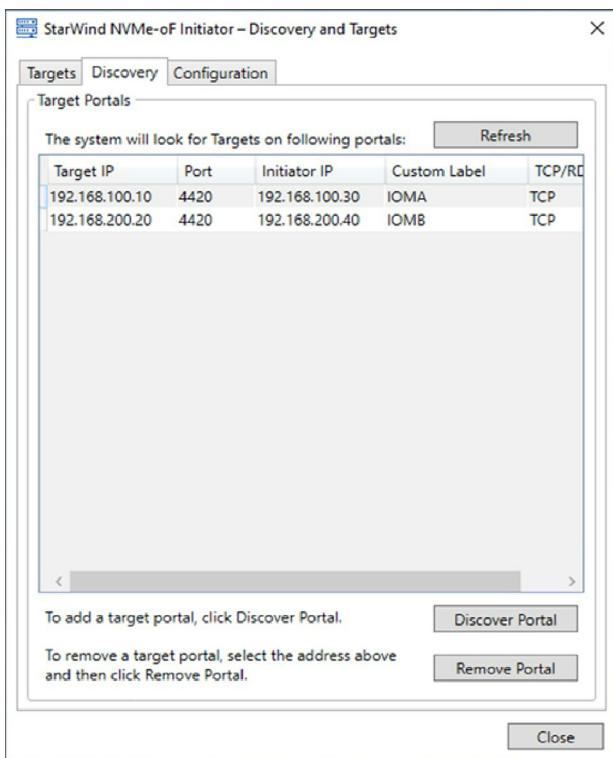 StarWind NVMe-oF Initiator – Discovery and Targets
Targets Discovery Configuration
Target Portals
The system will look for Targets on following portals: Refresh
Target IP Port Initiator IP Custom Label TCP/RD
192.168.100.10 4420 192.168.100.30 IOMA TCP
192.168.200.20 4420 192.168.200.40 IOMB TCP
To add a target portal, click Discover Portal. Discover Portal
To remove a target portal, select the address above
and then click Remove Portal. Remove Portal
Close